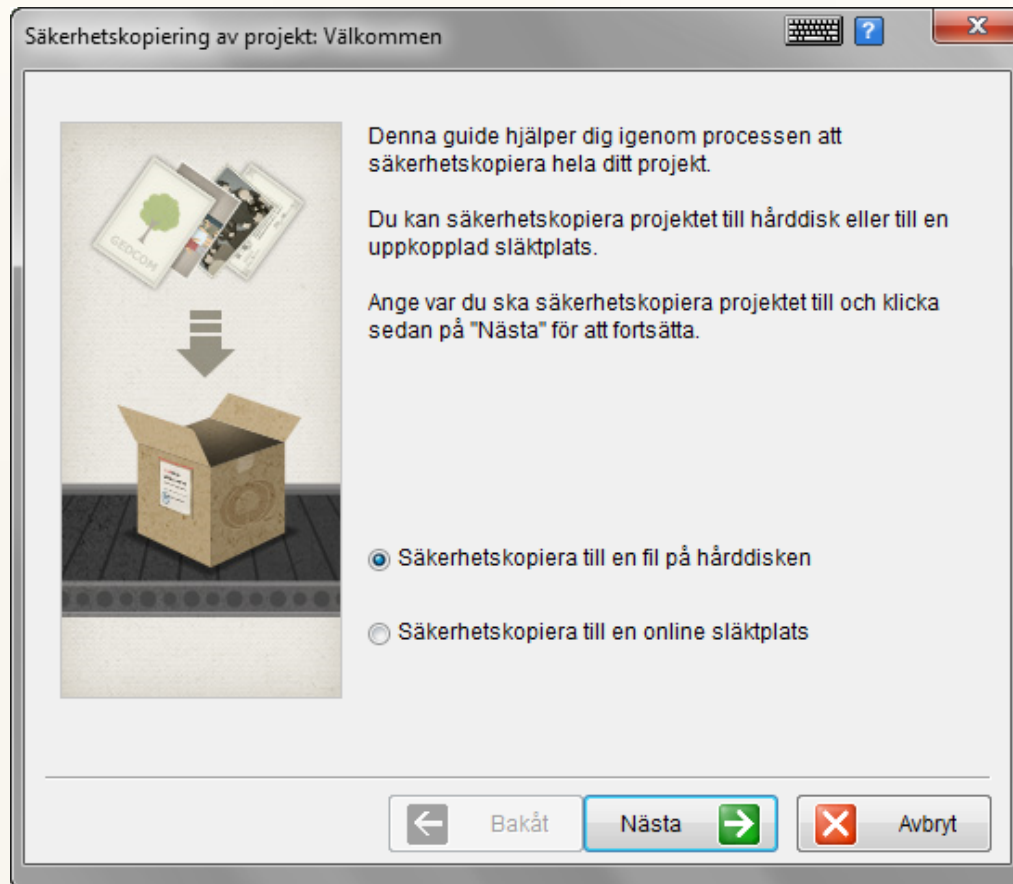 Säkerhetskopiering av projekt: Välkommen
?
GEDCOM
Denna guide hjälper dig igenom processen att
säkerhetskopiera hela ditt projekt.
Du kan säkerhetskopiera projektet till hårddisk eller till en
uppkopplad släktplats.
Ange var du ska säkerhetskopiera projektet till och klicka
sedan på "Nästa" för att fortsätta.
Säkerhetskopiera till en fil på hårddisken
Säkerhetskopiera till en online släktplats
Bakåt
Nästa
Avbryt